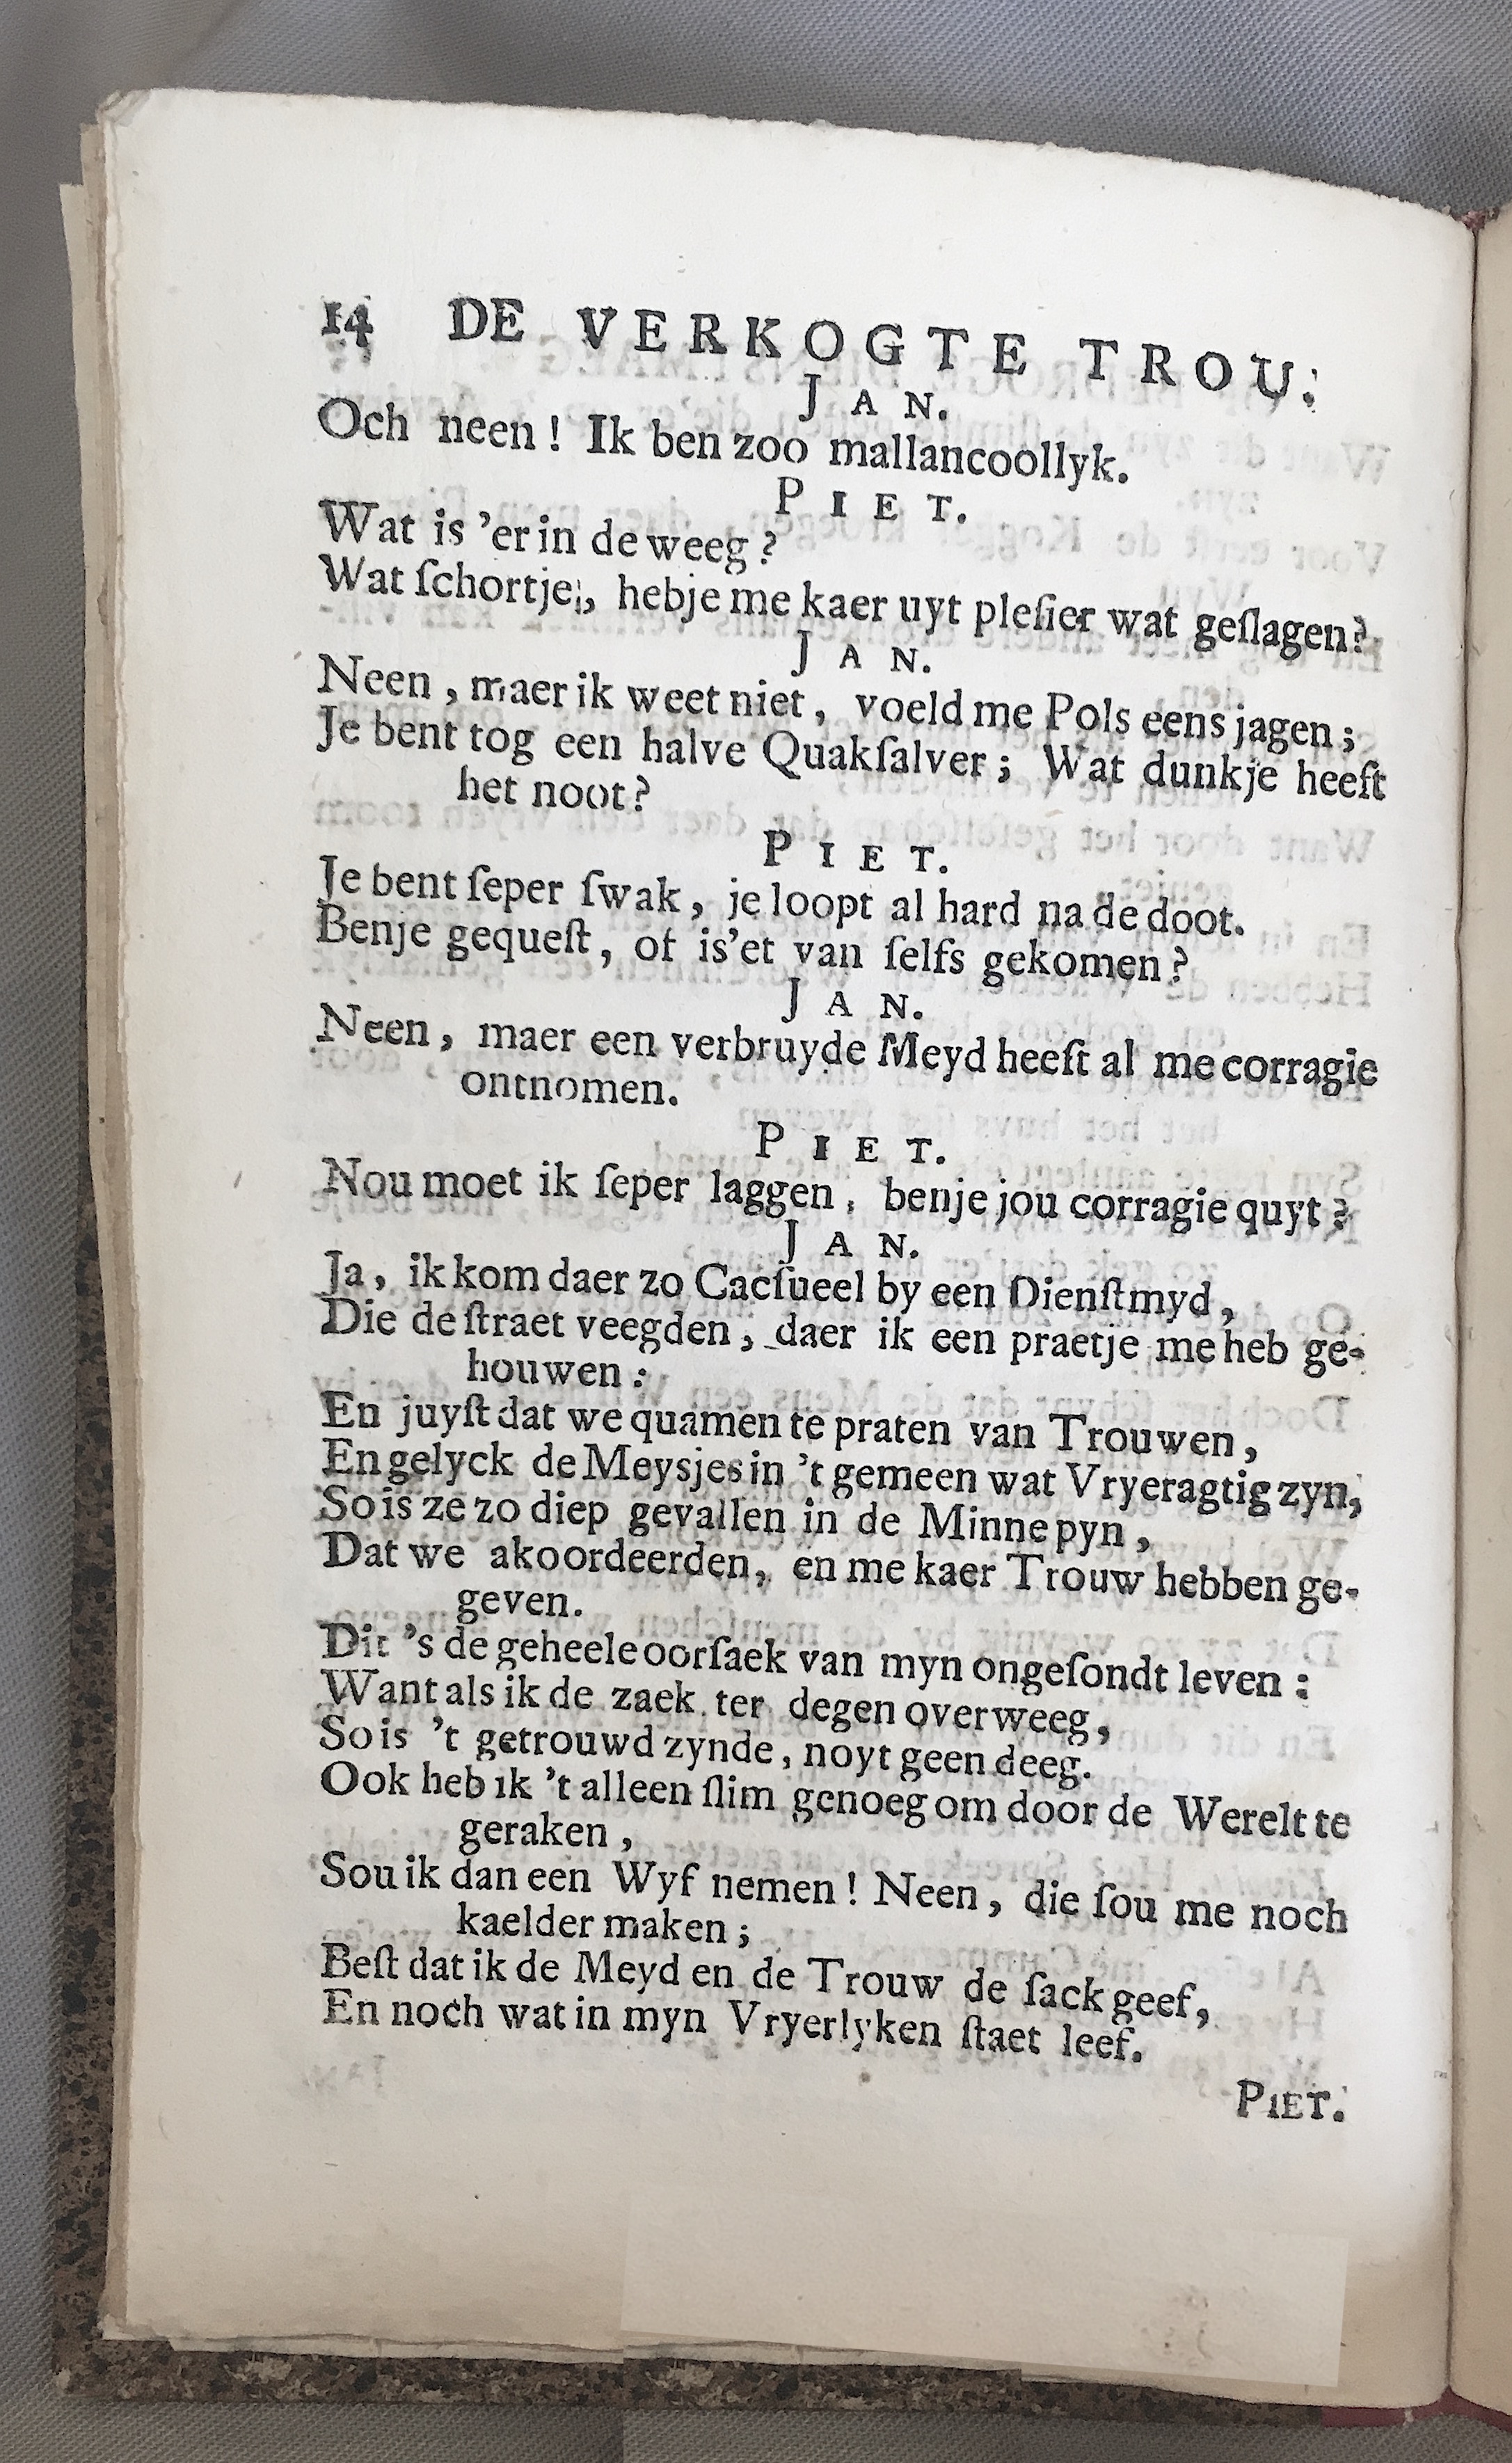 14 DE VERKOGTE TROU.
JAN.
Och neen! Ik ben zoo mallancoollyk.
PIET.
Wat is 'er in de weeg?
Wat ſchortje, hebje me kaer uyt pleſier wat geſlagen?
JAN.
Neen, maer ik weet niet, voeld me Pols eens jagen;
Je bent tog een halve Quakſalver; Wat dunkje heeft
het noot?
PIET.
Je bent ſeper ſwak, je loopt al hard na de doot.
Benje gequeſt, of is'et van ſelfs gekomen?
JAN.
Neen, maer een verbruyde Meyd heeft al me corragie
ontnomen.
PIET.
Nou moet ik ſeper laggen, benje jou corragie quyt?
JAN.
Ja, ik kom daer zo Cacſueel by een Dienſtmyd,
Die de ſtraet veegden, daer ik een praetje me heb ge-
houwen:
En juyſt dat we quamen te praten van Trouwen,
En gelyck de Meysjes in 't gemeen wat Vryeragtig zyn,
So is ze zo diep gevallen in de Minne pyn,
Dat we akoordeerden, en me kaer Trouw hebben ge-
geven.
Dit 's de geheele oorſaek van myn ongeſondt leven:
Want als ik de zaek ter degen overweeg,
So is 't getrouwd zynde, noyt geen deeg.
Ook heb ik 't alleen ſlim genoeg om door de Werelt te
geraken,
Sou ik dan een Wyf nemen! Neen, die ſou me noch
kaelder maken;
Beſt dat ik de Meyd en de Trouw de ſack geef,
En noch wat in myn Vryerlyken ſtaet leef.
PIET.